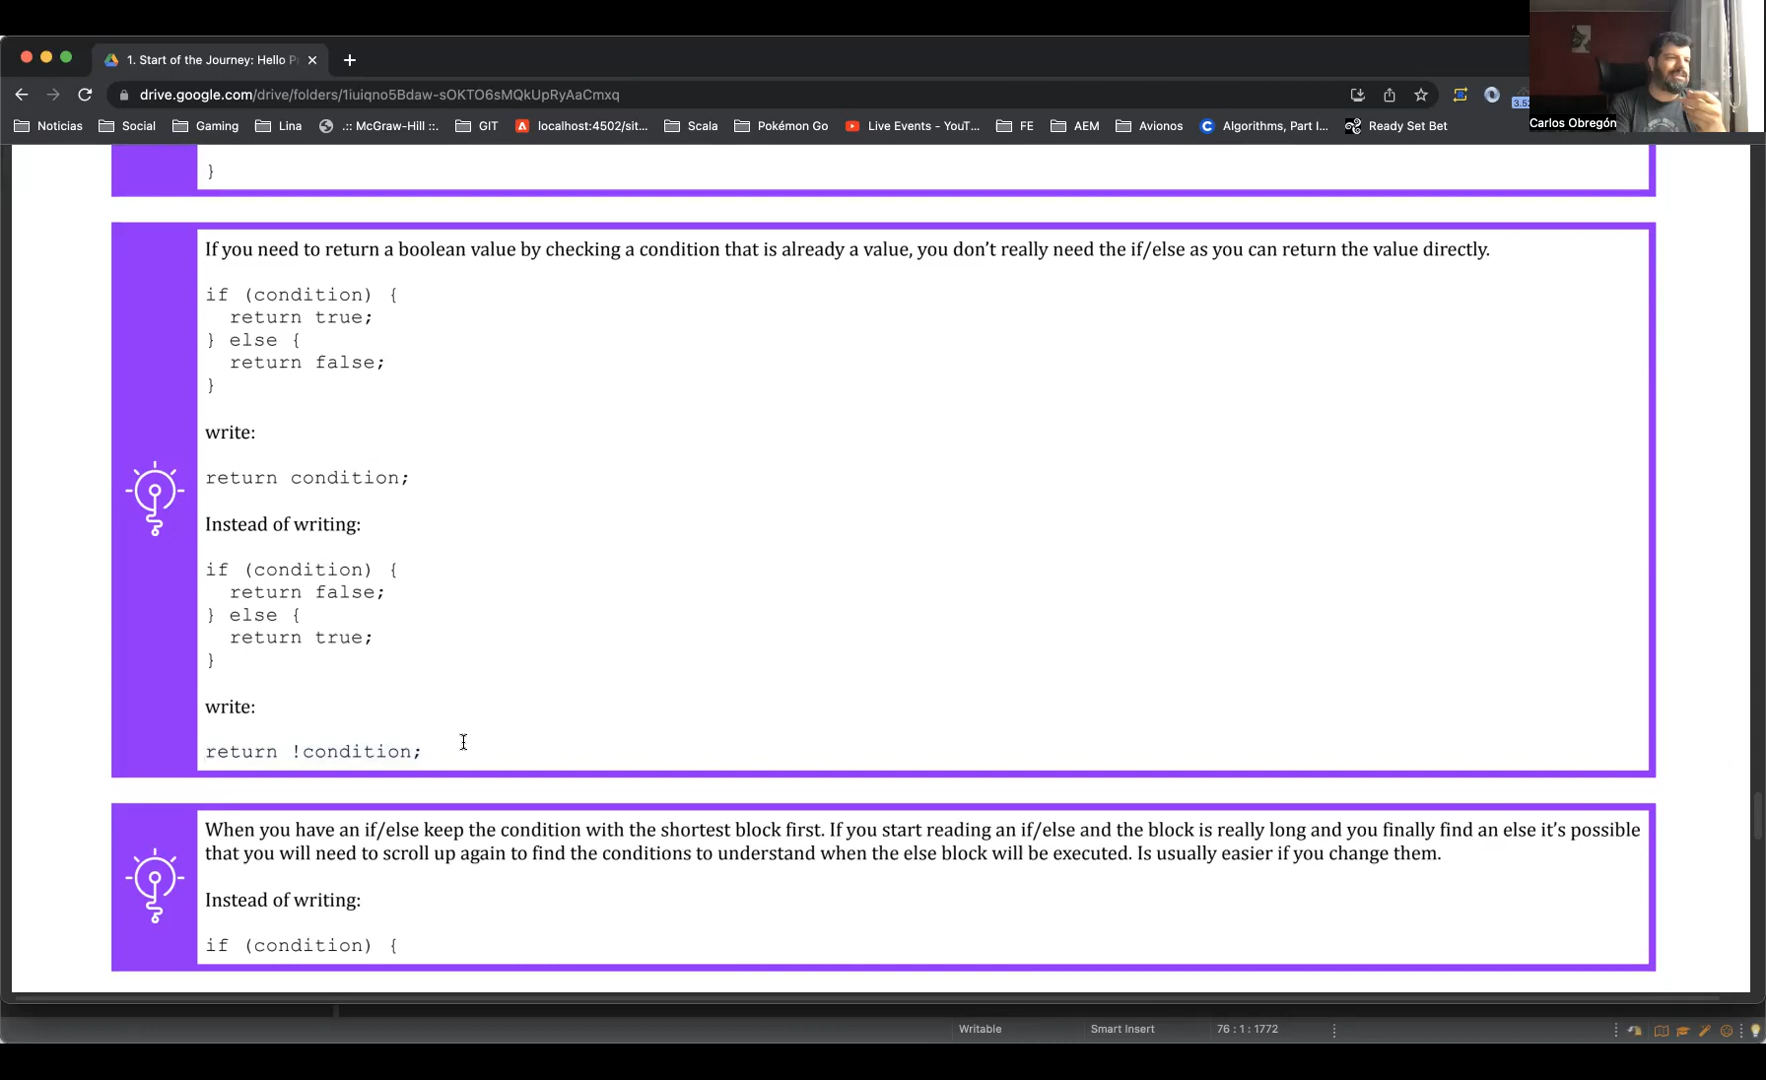 1. Start of the Journey: Hello P
drive.google.com/drive/folders/1iuiqno5Bdaw-sOKTO6sMQkUpRyAaCmxq
Noticias Social Gaming Lina .:: McGraw-Hill ::. GIT localhost:4502/sit... Scala Pokémon Go Live Events - YouT... FE AEM Avionos Algorithms, Part I... Ready Set Bet
Carlos Obregón
}
If you need to return a boolean value by checking a condition that is already a value, you don’t really need the if/else as you can return the value directly.
if (condition) {
return true;
} else {
return false;
}
write:
return condition;
Instead of writing:
if (condition) {
return false;
} else {
return true;
}
write:
return !condition;
When you have an if/else keep the condition with the shortest block first. If you start reading an if/else and the block is really long and you finally find an else it’s possible
that you will need to scroll up again to find the conditions to understand when the else block will be executed. Is usually easier if you change them.
Instead of writing:
if (condition) {
Writable Smart Insert 76 : 1 : 1772